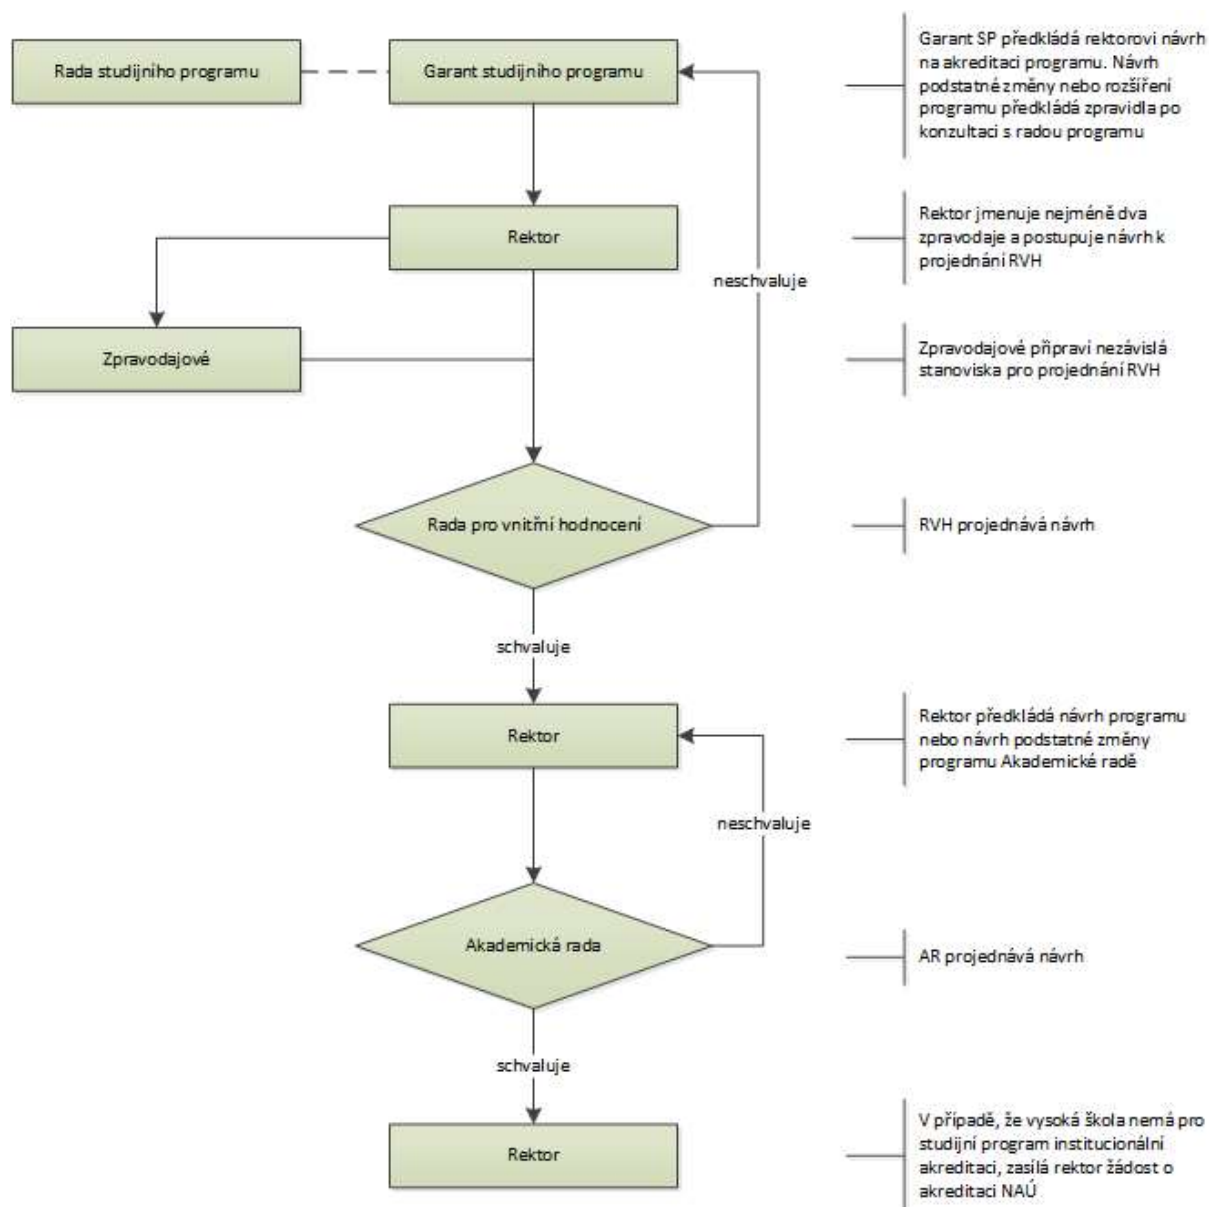 Rada studijního programu
Garant studijního programu
Garant SP předkládá rektorovi návrh
na akreditaci programu. Návrh
podstatné změny nebo rozšíření
programu předkládá zpravidla po
konzultaci s radou programu
Rektor
Rektor jmenuje nejméně dva
zpravodaje a postupuje návrh k
projednání RVH
neschvaluje
Zpravodajové
Zpravodajové připraví nezávislá
stanoviska pro projednání RVH
Rada pro vnitřní hodnocení
RVH projednává návrh
schvaluje
Rektor
Rektor předkládá návrh programu
nebo návrh podstatné změny
programu Akademické radě
neschvaluje
Akademická rada
AR projednává návrh
schvaluje
Rektor
V případě, že vysoká škola nemá pro
studijní program institucionální
akreditaci, zasílá rektor žádost o
akreditaci NAÚ